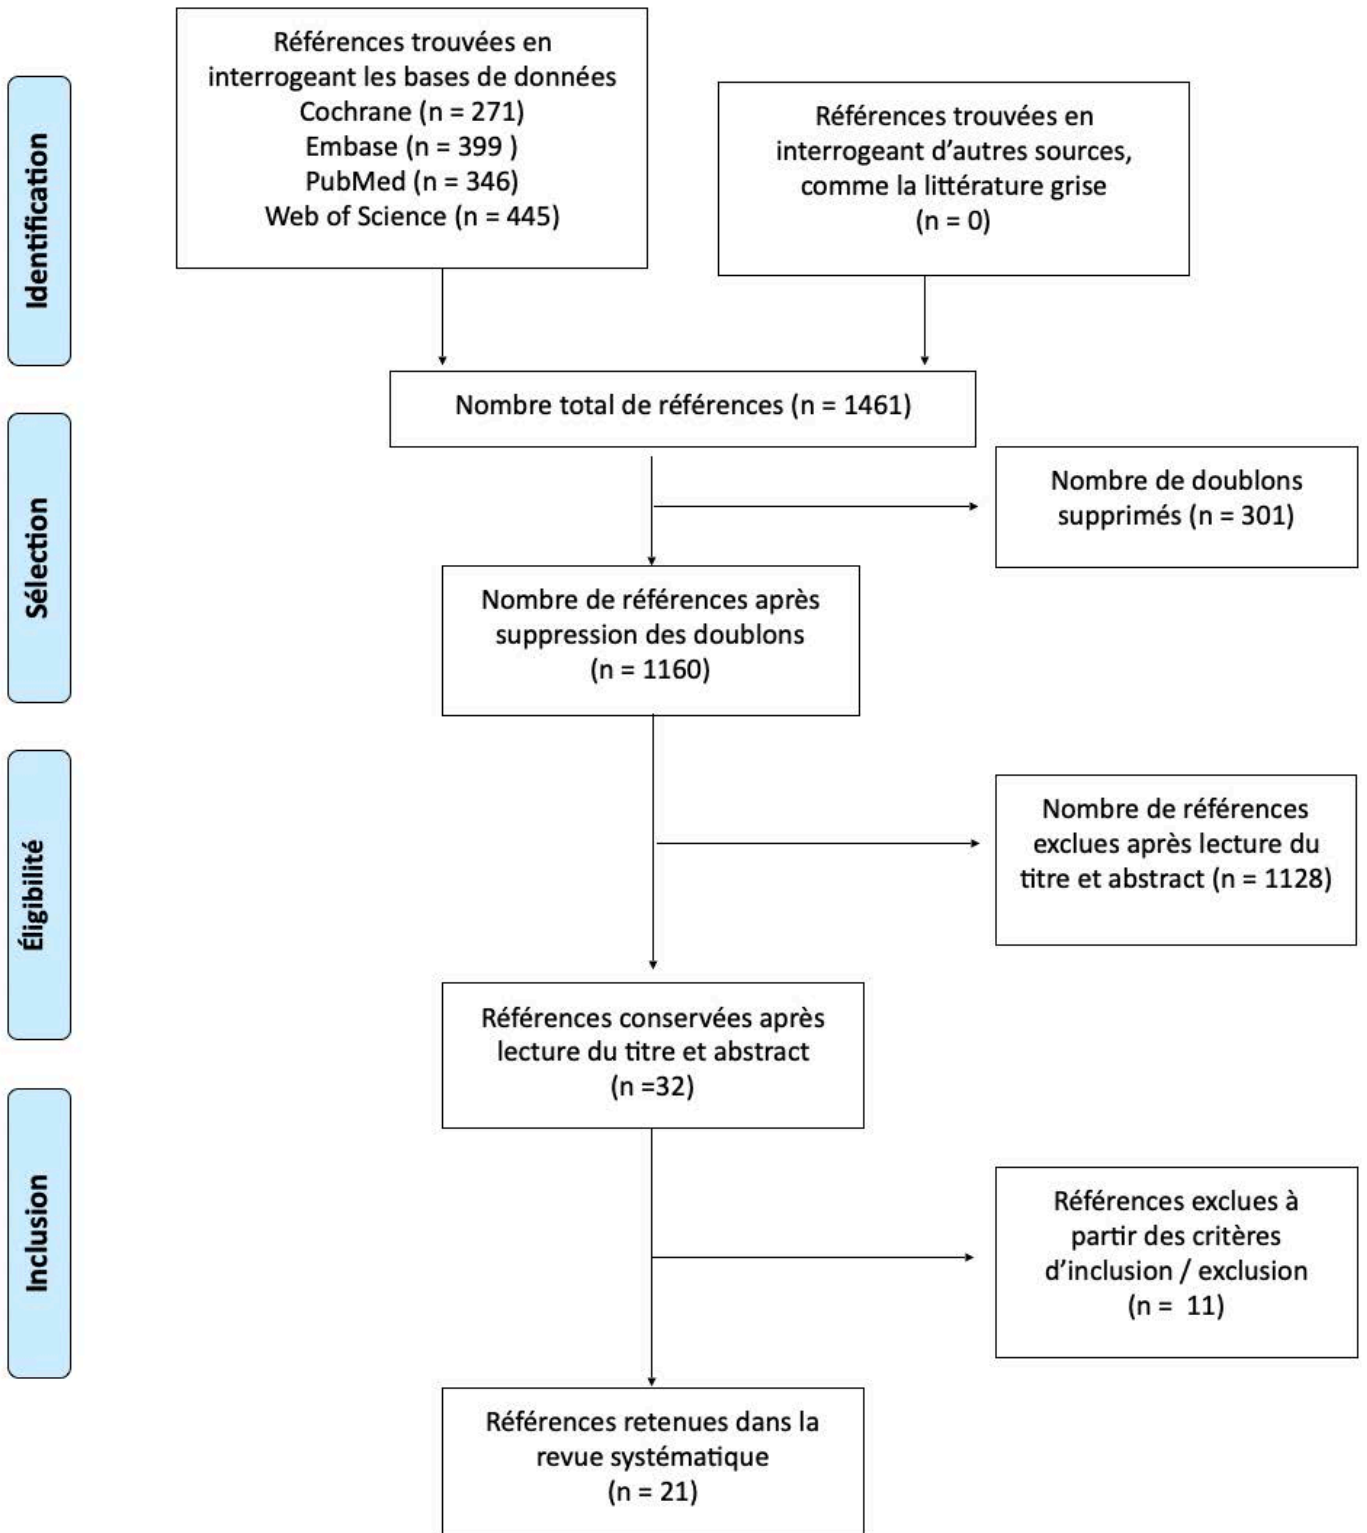 Identification
Références trouvées en
interrogeant les bases de données
Cochrane (n = 271)
Embase (n = 399 )
PubMed (n = 346)
Web of Science (n = 445)
Références trouvées en
interrogeant d’autres sources,
comme la littérature grise
(n = 0)
Nombre total de références (n = 1461)
Sélection
Nombre de doublons
supprimés (n = 301)
Nombre de références après
suppression des doublons
(n = 1160)
Éligibilité
Nombre de références
exclues après lecture du
titre et abstract (n = 1128)
Références conservées après
lecture du titre et abstract
(n =32)
Inclusion
Références exclues à
partir des critères
d’inclusion / exclusion
(n =  11)
Références retenues dans la
revue systématique
(n = 21)